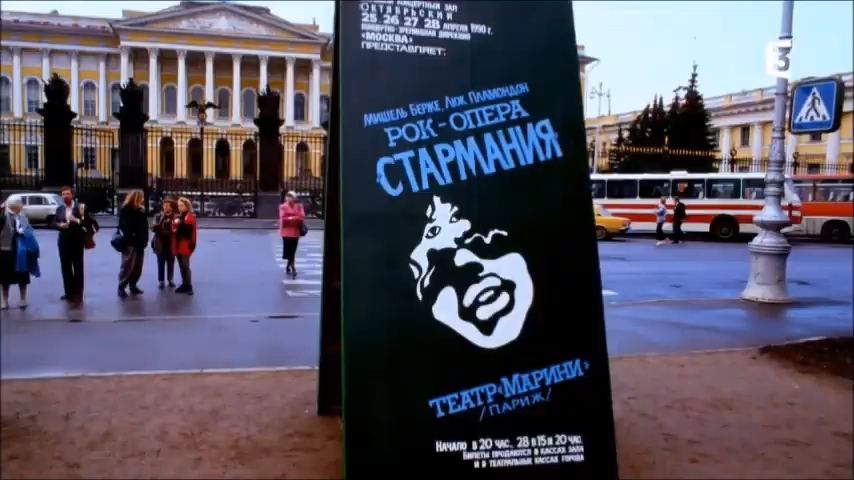 КОНЦЕРТНЫЙ ЗАЛ
ОКТЯБРЬСКИЙ
25 26 27 28 АПРЕЛЯ 1990 г.
КОНЦЕРТНО-ЗРЕЛИЩНАЯ ДИРЕКЦИЯ
«МОСКВА»
ПРЕДСТАВЛЯЕТ:
МИШЕЛЬ БЕРЖЕ, ЛЮК ПЛАМОНДОН
РОК-ОПЕРА
СТАРМАНИЯ
ТЕАТР «МАРИНИ»
/ПАРИЖ/
НАЧАЛО В 20 ЧАС., 28 В 15 И 20 ЧАС.
БИЛЕТЫ ПРОДАЮТСЯ В КАССАХ ЗАЛА
И В ТЕАТРАЛЬНЫХ КАССАХ ГОРОДА
3